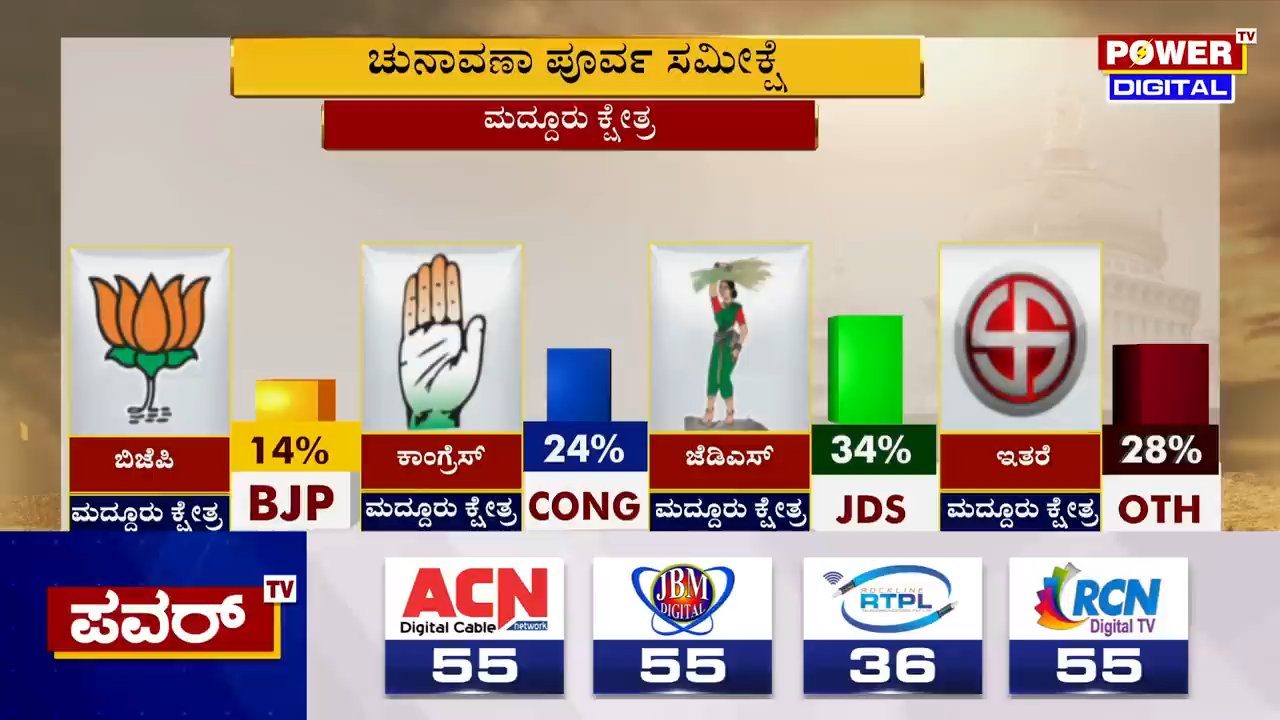 ಚುನಾವಣಾ ಪೂರ್ವ ಸಮೀಕ್ಷೆ
ಮದ್ದೂರು ಕ್ಷೇತ್ರ
POWER TV
DIGITAL
ಬಿಜೆಪಿ
ಮದ್ದೂರು ಕ್ಷೇತ್ರ
14%
BJP
ಕಾಂಗ್ರೆಸ್
ಮದ್ದೂರು ಕ್ಷೇತ್ರ
24%
CONG
ಜೆಡಿಎಸ್
ಮದ್ದೂರು ಕ್ಷೇತ್ರ
34%
JDS
ಇತರೆ
ಮದ್ದೂರು ಕ್ಷೇತ್ರ
28%
OTH
ಪವರ್ TV
ACN
Digital Cable network
55
JBM
DIGITAL
55
ROCKLINE
RTPL
36
RCN
Digital TV
55